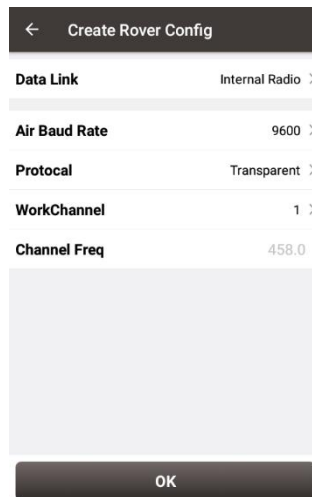 Create Rover Config
Data Link Internal Radio
Air Baud Rate 9600
Protocal Transparent
WorkChannel 1
Channel Freq 458.0
OK